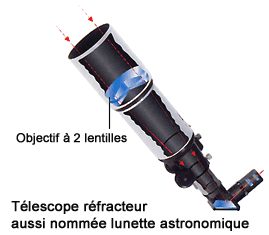 Objectif à 2 lentilles
Télescope réfracteur
aussi nommée lunette astronomique